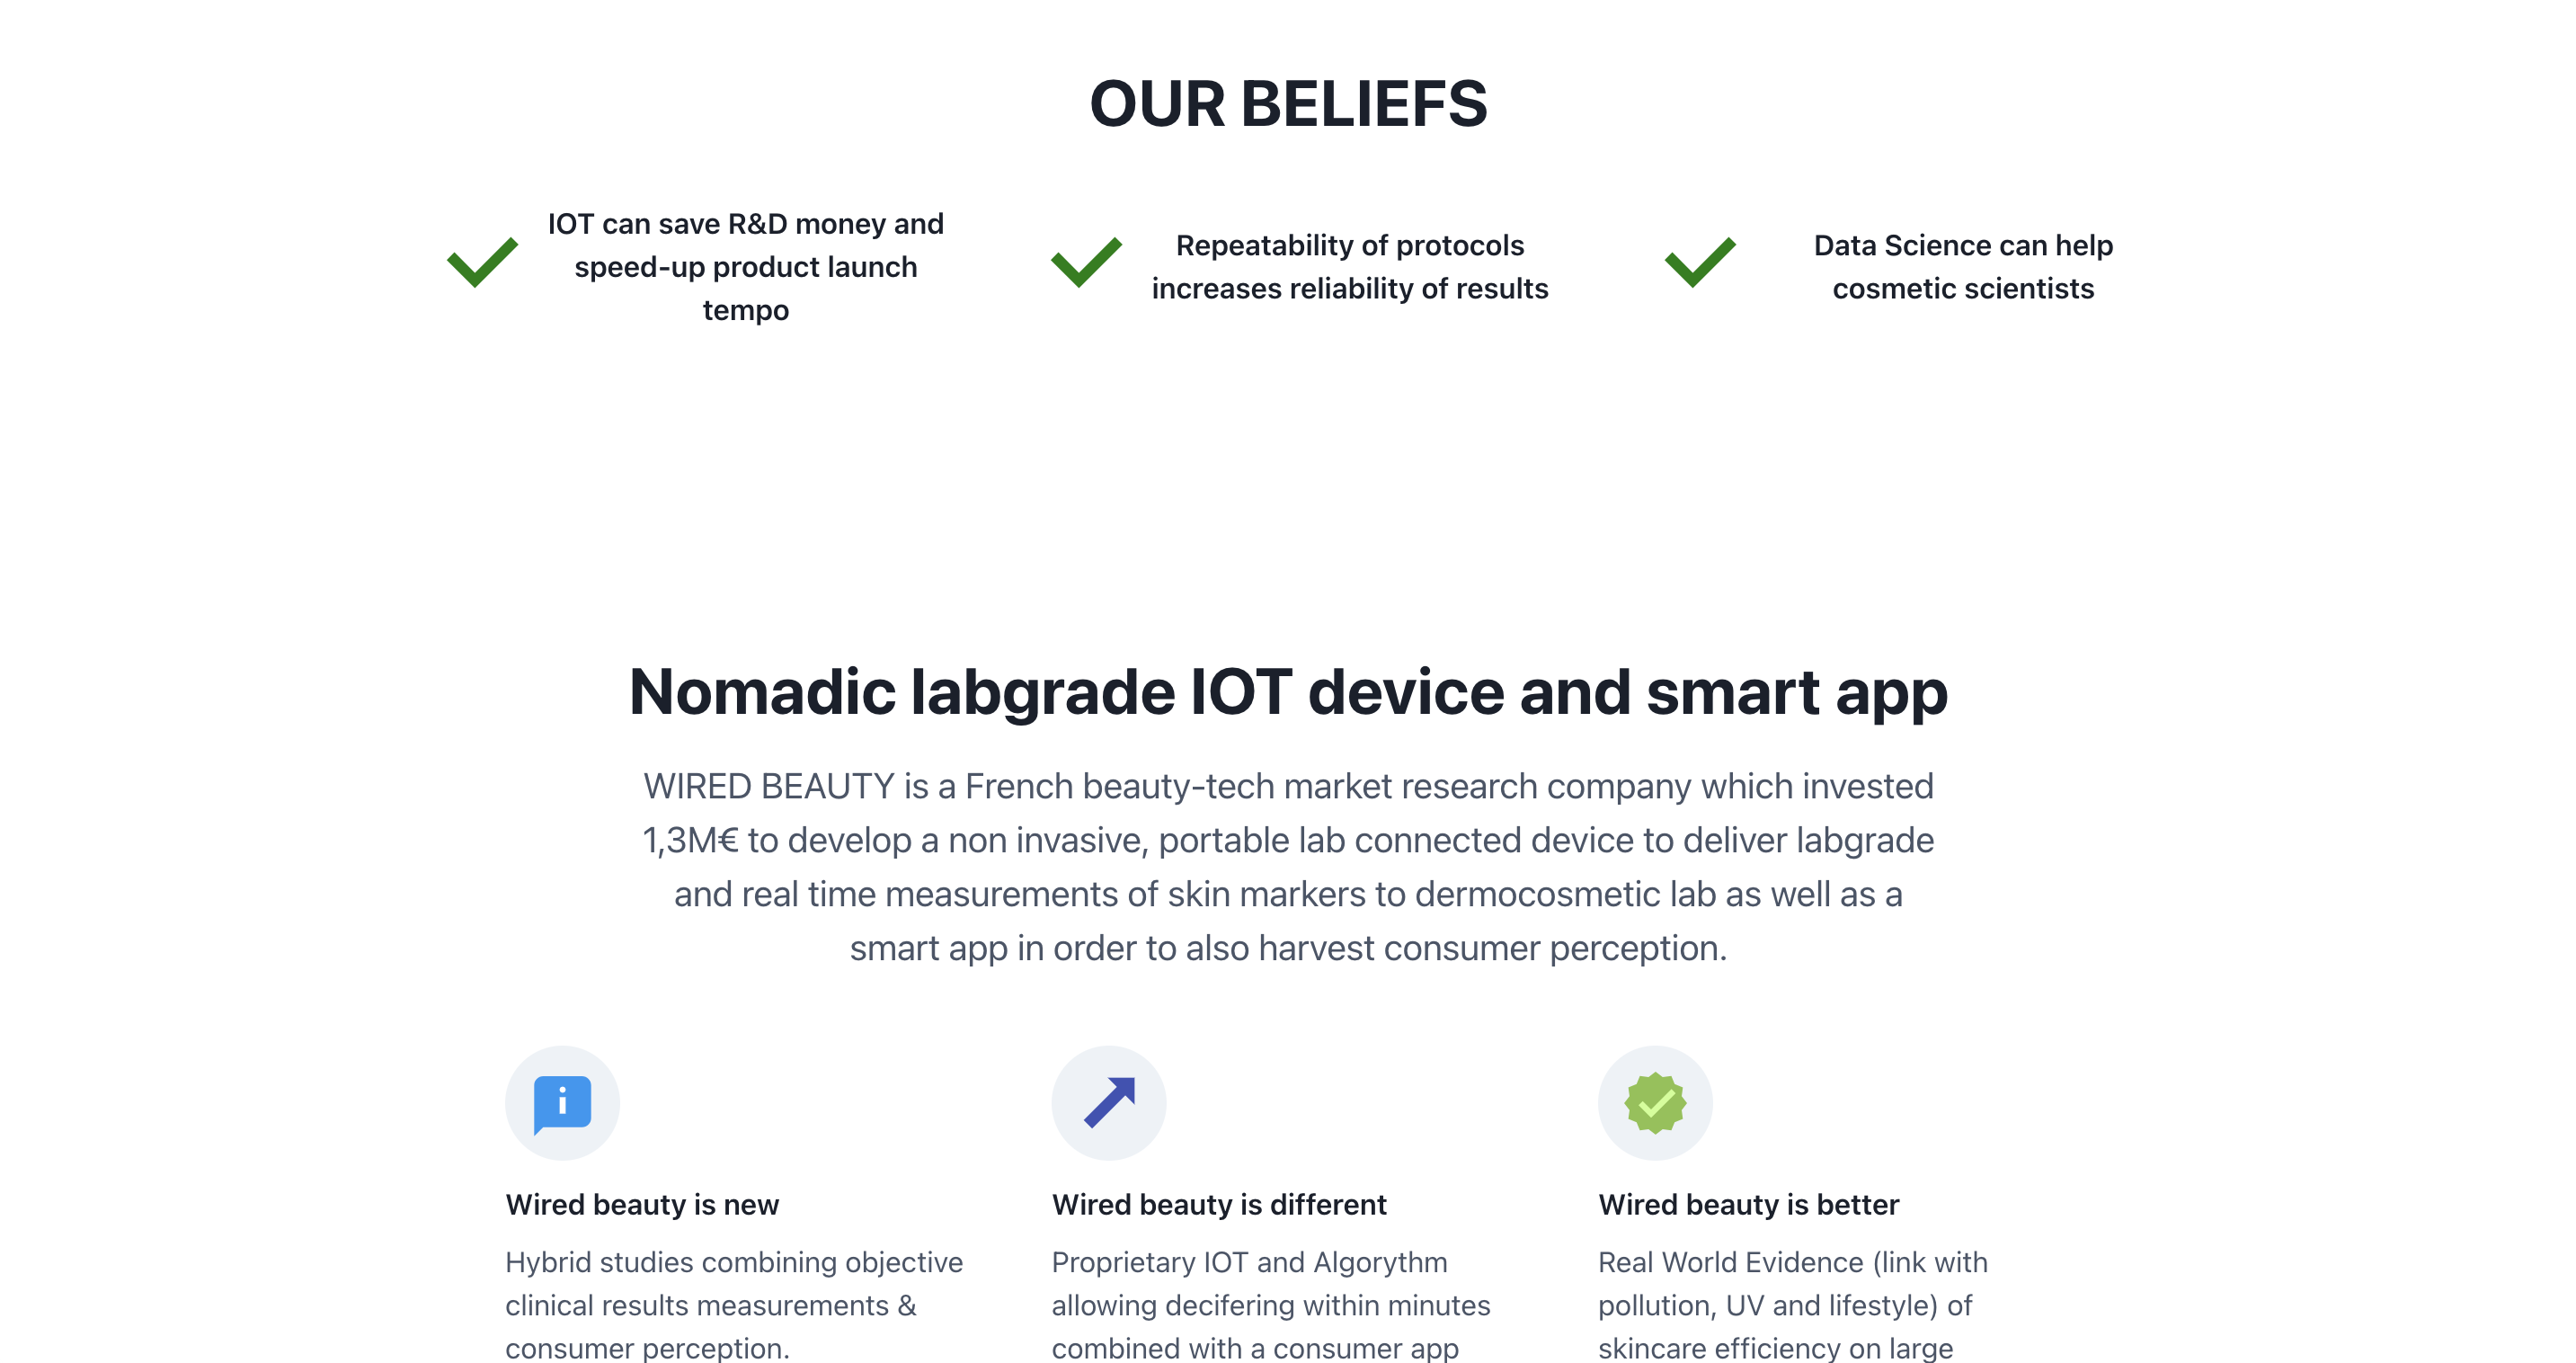 OUR BELIEFS
IOT can save R&D money and
speed-up product launch
tempo
Repeatability of protocols
increases reliability of results
Data Science can help
cosmetic scientists
Nomadic labgrade IOT device and smart app
WIRED BEAUTY is a French beauty-tech market research company which invested
1,3M€ to develop a non invasive, portable lab connected device to deliver labgrade
and real time measurements of skin markers to dermocosmetic lab as well as a
smart app in order to also harvest consumer perception.
Wired beauty is new
Hybrid studies combining objective
clinical results measurements &
consumer perception.
Wired beauty is different
Proprietary IOT and Algorythm
allowing decifering within minutes
combined with a consumer app
Wired beauty is better
Real World Evidence (link with
pollution, UV and lifestyle) of
skincare efficiency on large